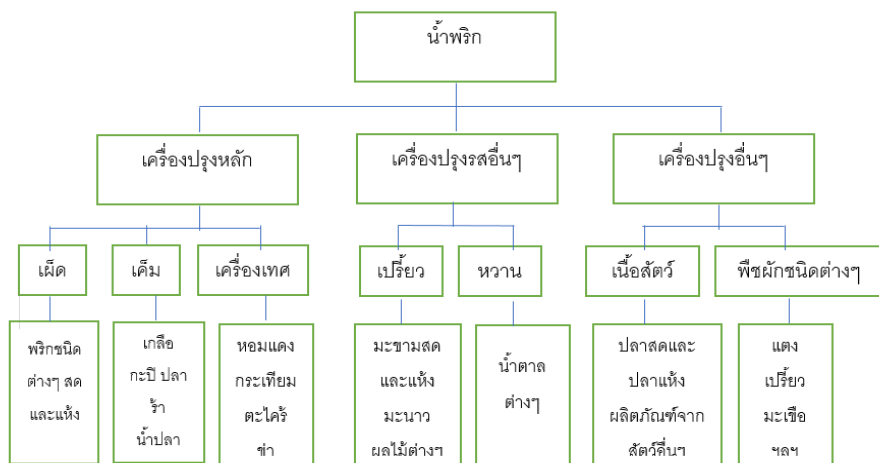 น้ำพริก
เครื่องปรุงหลัก
เครื่องปรุงรสอื่นๆ
เครื่องปรุงอื่นๆ
เผ็ด
เค็ม
เครื่องเทศ
เปรี้ยว
หวาน
เนื้อสัตว์
พืชผักชนิดต่างๆ
พริกชนิด
ต่างๆ สด
และแห้ง
เกลือ
กะปิ ปลา
ร้า
น้ำปลา
หอมแดง
กระเทียม
ตะไคร้
ข่า
มะขามสด
และแห้ง
มะนาว
ผลไม้ต่างๆ
น้ำตาล
ต่างๆ
ปลาสดและ
ปลาแห้ง
ผลิตภัณฑ์จาก
สัตว์อื่นๆ
แตง
เปรี้ยว
มะเขือ
ฯลฯ